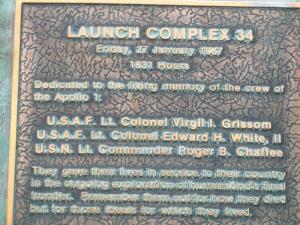 LAUNCH COMPLEX 34
Friday, 27 January 1967
1831 Hours
Dedicated to the living memory of the crew
of the Apollo 1:
U.S.A.F. Lt. Colonel Virgil I. Grissom
U.S.A.F. Lt. Colonel Edward H. White, II
U.S.N. Lt. Commander Roger B. Chaffee
They gave their lives in service to their country
in the ongoing exploration of humankind's final
frontier. Remember them not for how they died
but for those ideals for which they lived.